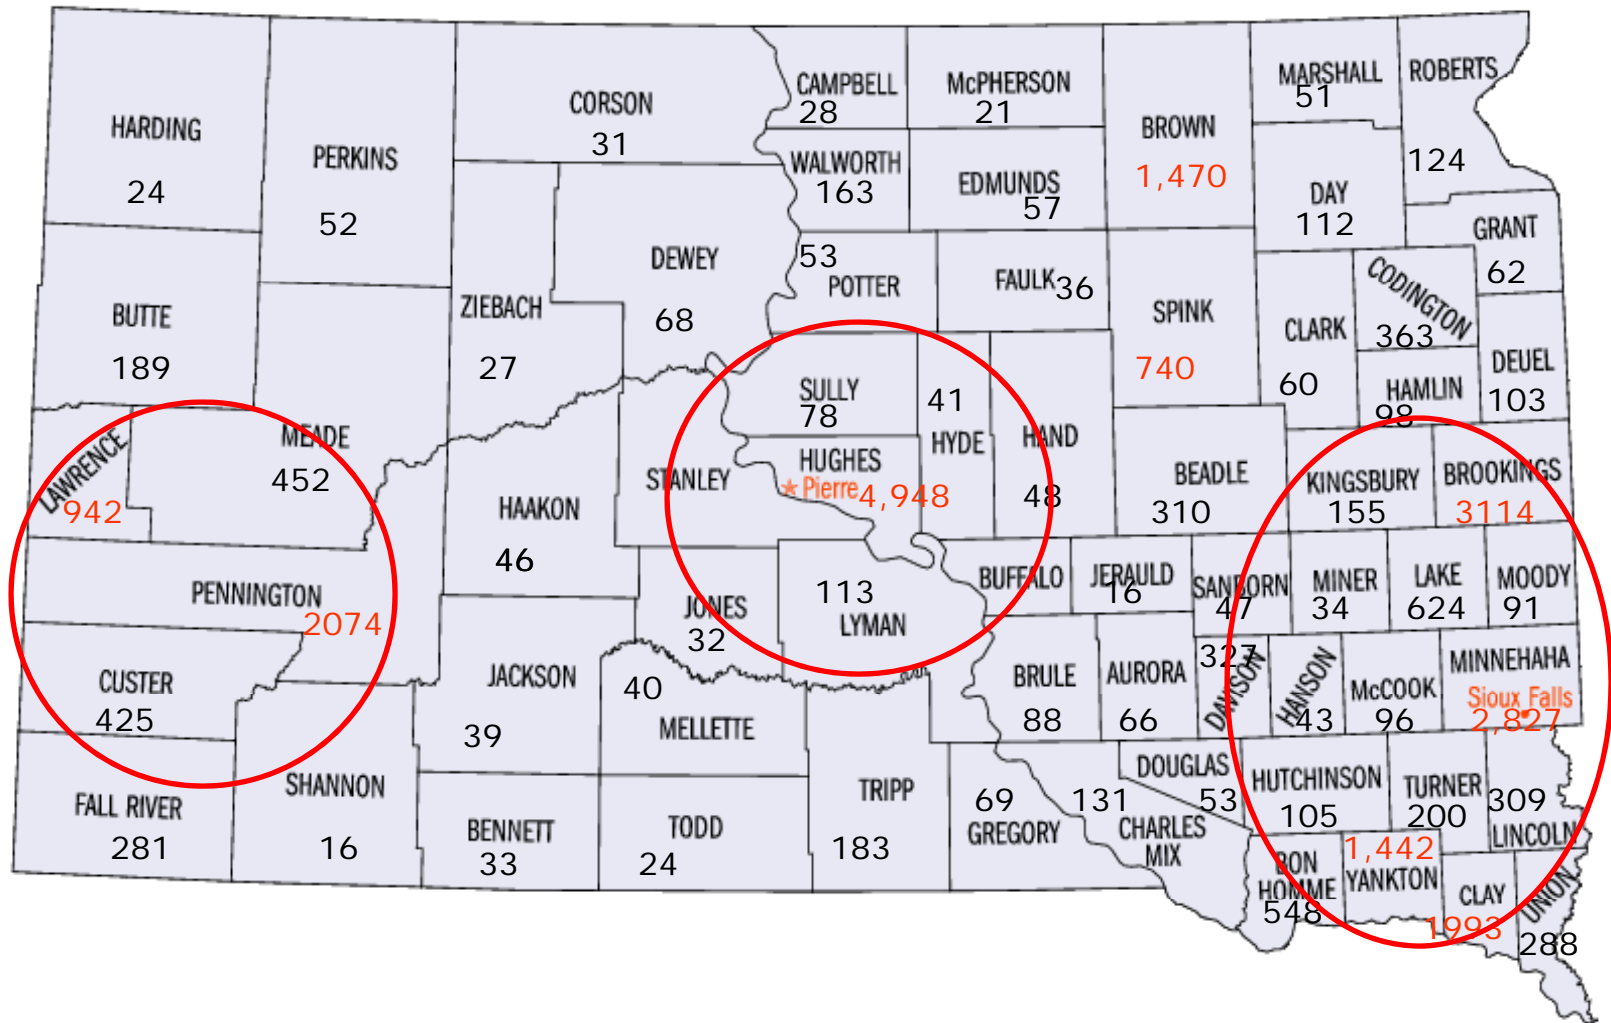 HARDING
24
PERKINS
52
CORSON
31
CAMPBELL
28
McPHERSON
21
BROWN
1,470
MARSHALL
51
ROBERTS
124
WALWORTH
163
EDMUNDS
57
DAY
112
GRANT
62
BUTTE
189
ZIEBACH
27
DEWEY
68
53
POTTER
FAULK 36
SPINK
740
CLARK
60
CODINGTON
363
HAMLIN
98
DEUEL
103
LAWRENCE
942
MEADE
452
HAAKON
46
STANLEY
SULLY
78
41
HYDE
HUGHES
* Pierre 4,948
HAND
48
BEADLE
310
KINGSBURY
155
BROOKINGS
3114
PENNINGTON
2074
JONES
32
113
LYMAN
BUFFALO
JERAULD
16
SANBORN
47
MINER
34
LAKE
624
MOODY
91
CUSTER
425
JACKSON
39
40
MELLETTE
BRULE
88
AURORA
66
327
DAVISON
HANSON
43
McCOOK
96
MINNEHAHA
Sioux Falls
2,827
FALL RIVER
281
SHANNON
16
BENNETT
33
TODD
24
TRIPP
183
69
GREGORY
131
CHARLES
MIX
DOUGLAS
53
HUTCHINSON
105
TURNER
200
309
LINCOLN
BON
HOMME
548
1,442
YANKTON
CLAY
1993
UNION
288